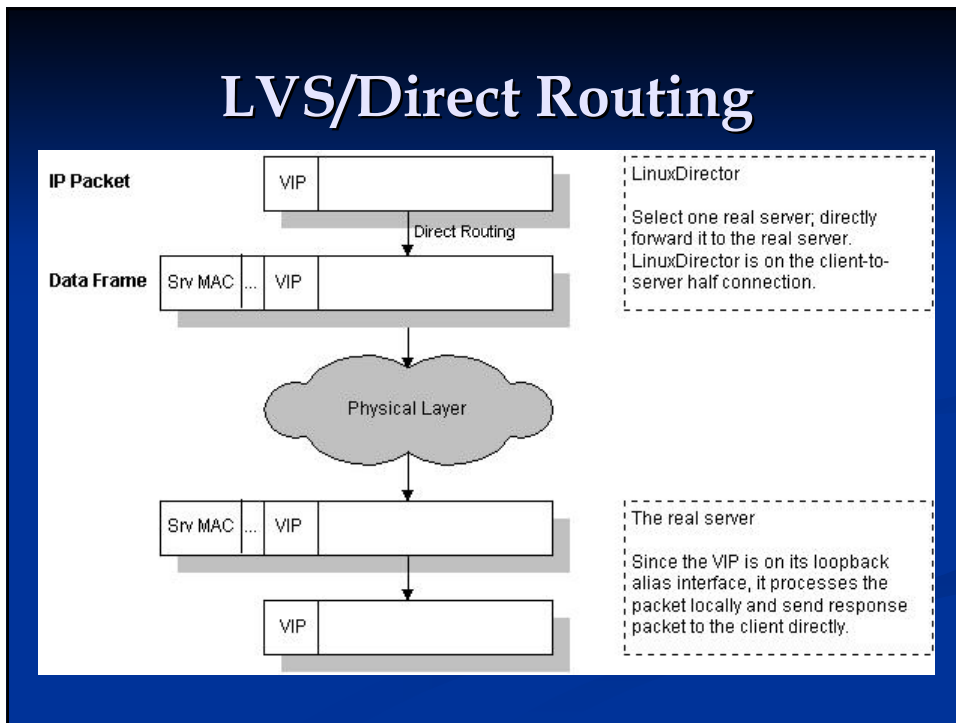 LVS/Direct Routing
IP Packet
VIP
Direct Routing
Data Frame
Srv MAC ... VIP
LinuxDirector
Select one real server; directly
forward it to the real server.
LinuxDirector is on the client-to-
server half connection.
Physical Layer
Srv MAC ... VIP
VIP
The real server
Since the VIP is on its loopback
alias interface, it processes the
packet locally and send response
packet to the client directly.